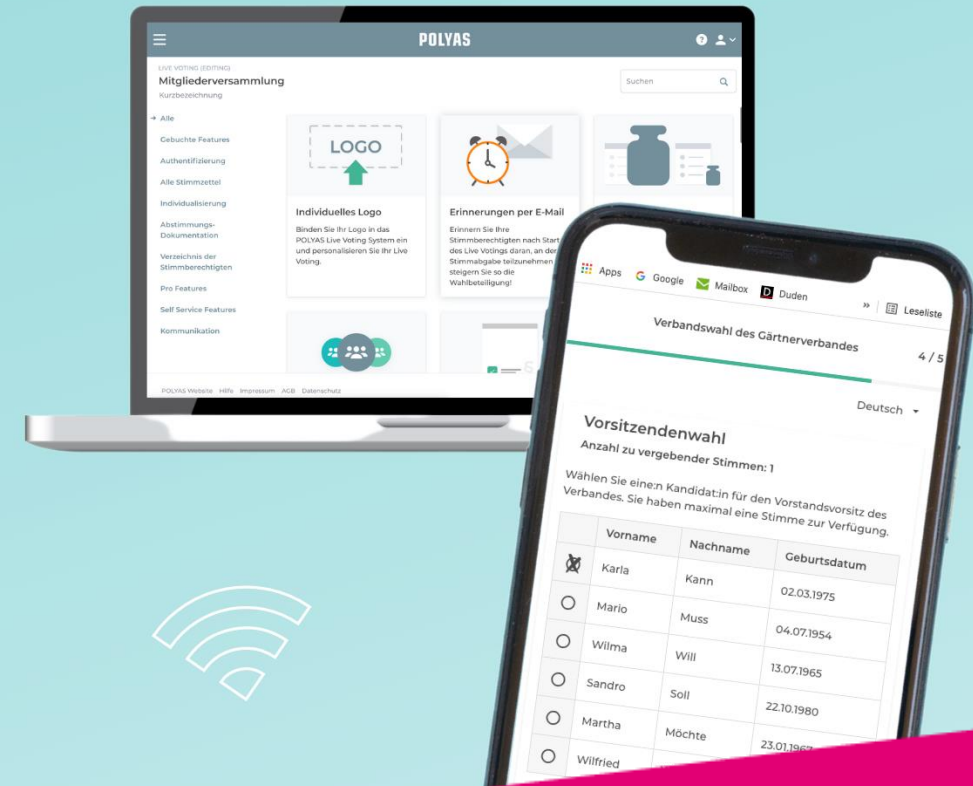 POLYAS
LIVE VOTING (EDITING)
Mitgliederversammlung
Kurzbezeichnung
Suchen
Alle
Gebuchte Features
Authentifizierung
Alle Stimmzettel
Individualisierung
Abstimmungs-
Dokumentation
Verzeichnis der
Stimmberechtigten
Pro Features
Self Service Features
Kommunikation
LOGO
Individuelles Logo
Binden Sie Ihr Logo in das
POLYAS Live Voting System ein
und personalisieren Sie Ihr Live
Voting.
Erinnerungen per E-Mail
Erinnern Sie Ihre
Stimmberechtigten nach Start
des Live Votings daran, an der
Stimmabgabe teilzunehmen
steigern Sie so die
Wahlbeteiligung!
POLYAS Website Hilfe Impressum AGB Datenschutz
Apps Google Mailbox Duden » Leseliste
Verbandswahl des Gärtnerverbandes
4 / 5
Deutsch
Vorsitzendenwahl
Anzahl zu vergebender Stimmen: 1
Wählen Sie eine:n Kandidat:in für den Vorstandsvorsitz des
Verbandes. Sie haben maximal eine Stimme zur Verfügung.
Vorname Nachname Geburtsdatum
Karla Kann 02.03.1975
Mario Muss 04.07.1954
Wilma Will 13.07.1965
Sandro Soll 22.10.1980
Martha Möchte
Wilfried